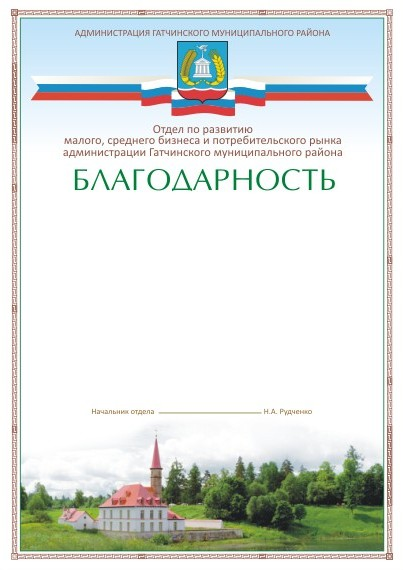 АДМИНИСТРАЦИЯ ГАТЧИНСКОГО МУНИЦИПАЛЬНОГО РАЙОНА
Отдел по развитию
малого, среднего бизнеса и потребительского рынка
администрации Гатчинского муниципального района
БЛАГОДАРНОСТЬ
Начальник отдела Н.А. Рудченко